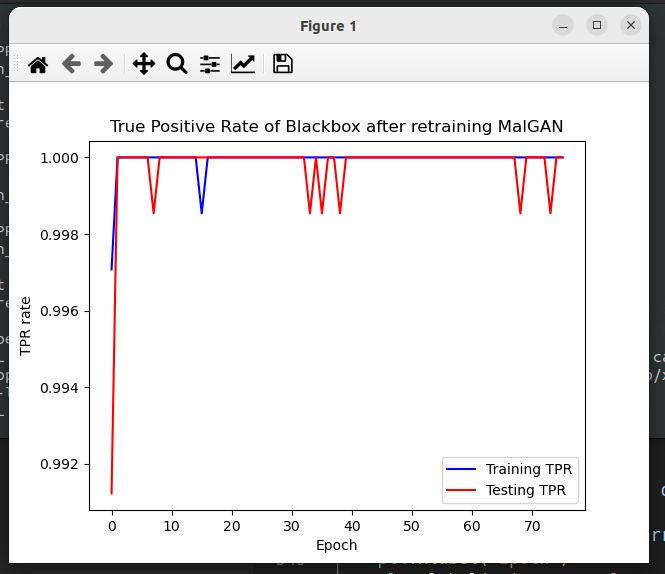 Figure 1
True Positive Rate of Blackbox after retraining MalGAN
1.000
0.998
0.996
0.994
0.992
TPR rate
Training TPR
Testing TPR
0 10 20 30 40 50 60 70
Epoch